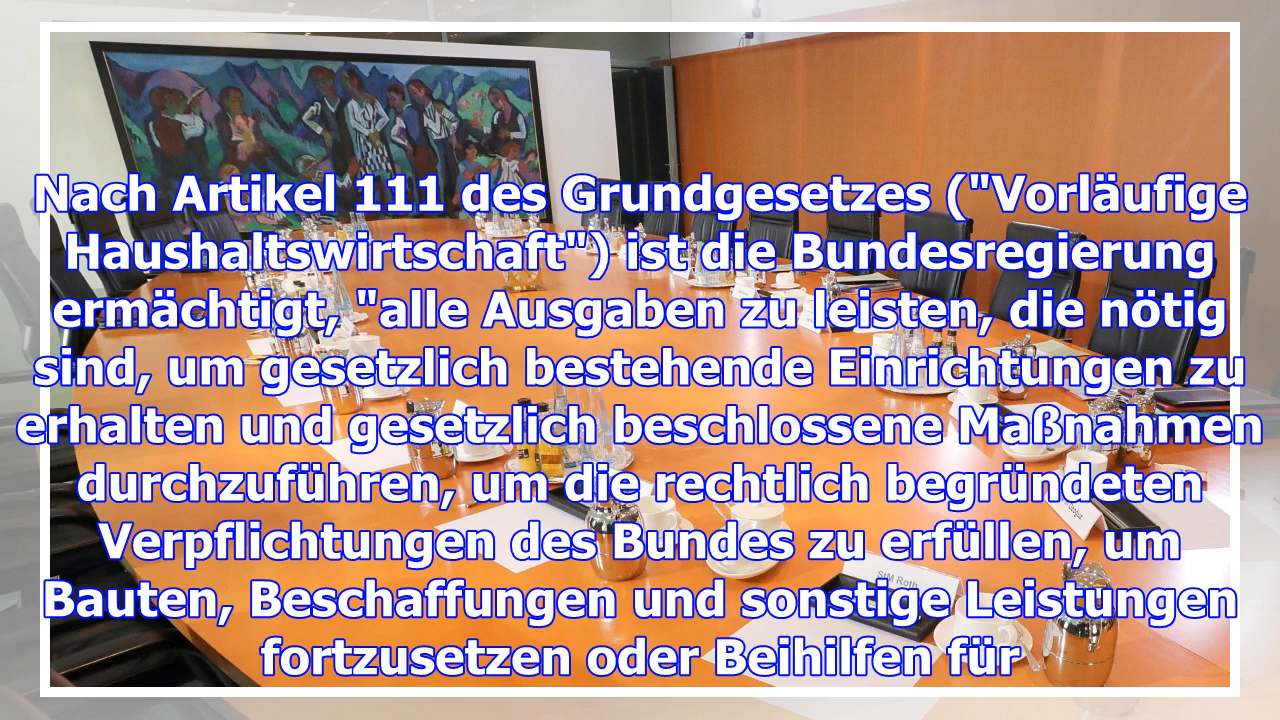 Nach Artikel 111 des Grundgesetzes ("Vorläufige
Haushaltswirtschaft") ist die Bundesregierung
ermächtigt, "alle Ausgaben zu leisten, die nötig
sind, um gesetzlich bestehende Einrichtungen zu
erhalten und gesetzlich beschlossene Maßnahmen
durchzuführen, um die rechtlich begründeten
Verpflichtungen des Bundes zu erfüllen, um
Bauten, Beschaffungen und sonstige Leistungen
fortzusetzen oder Beihilfen für
StM Roth